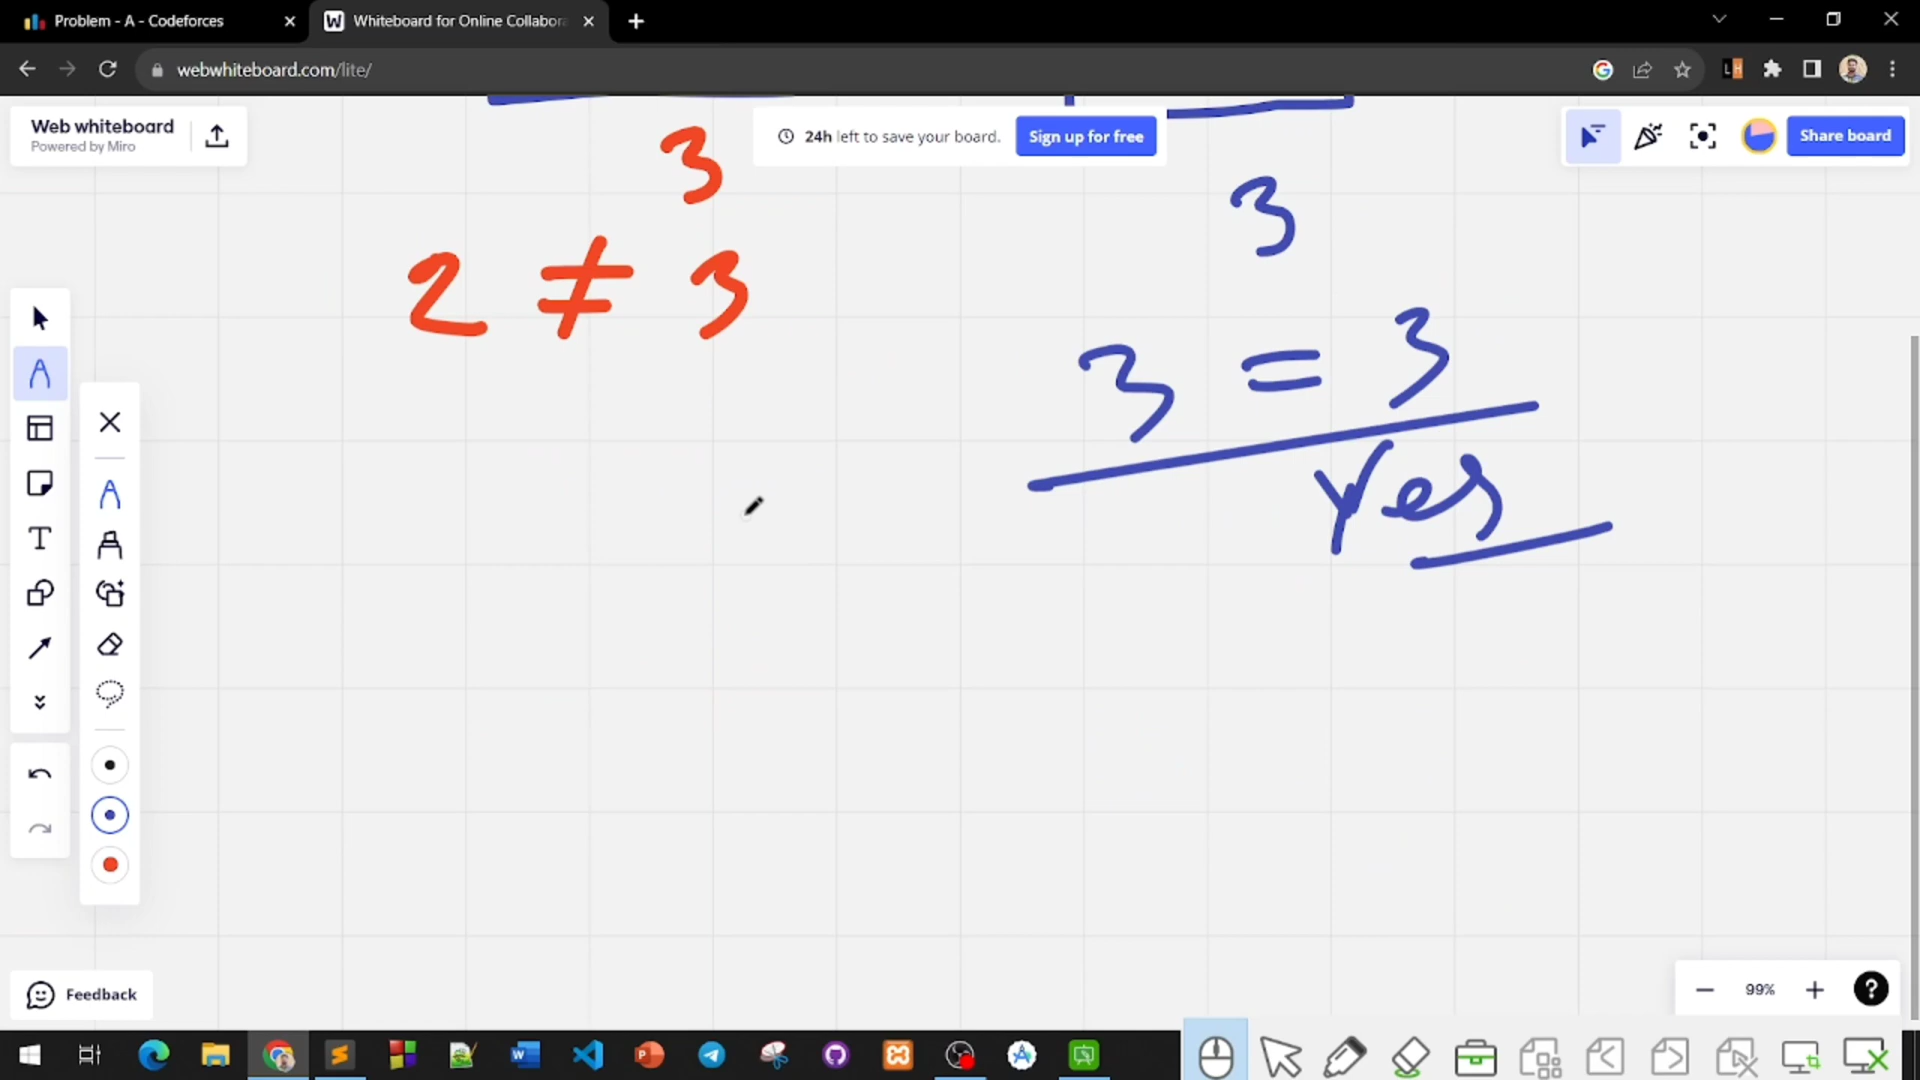 Problem - A - Codeforces
Whiteboard for Online Collabora
webwhiteboard.com/lite/
Web whiteboard
Powered by Miro
24h left to save your board.
Sign up for free
Share board
3
3
2 ≠ 3
3 = 3
Yes
Feedback
99%